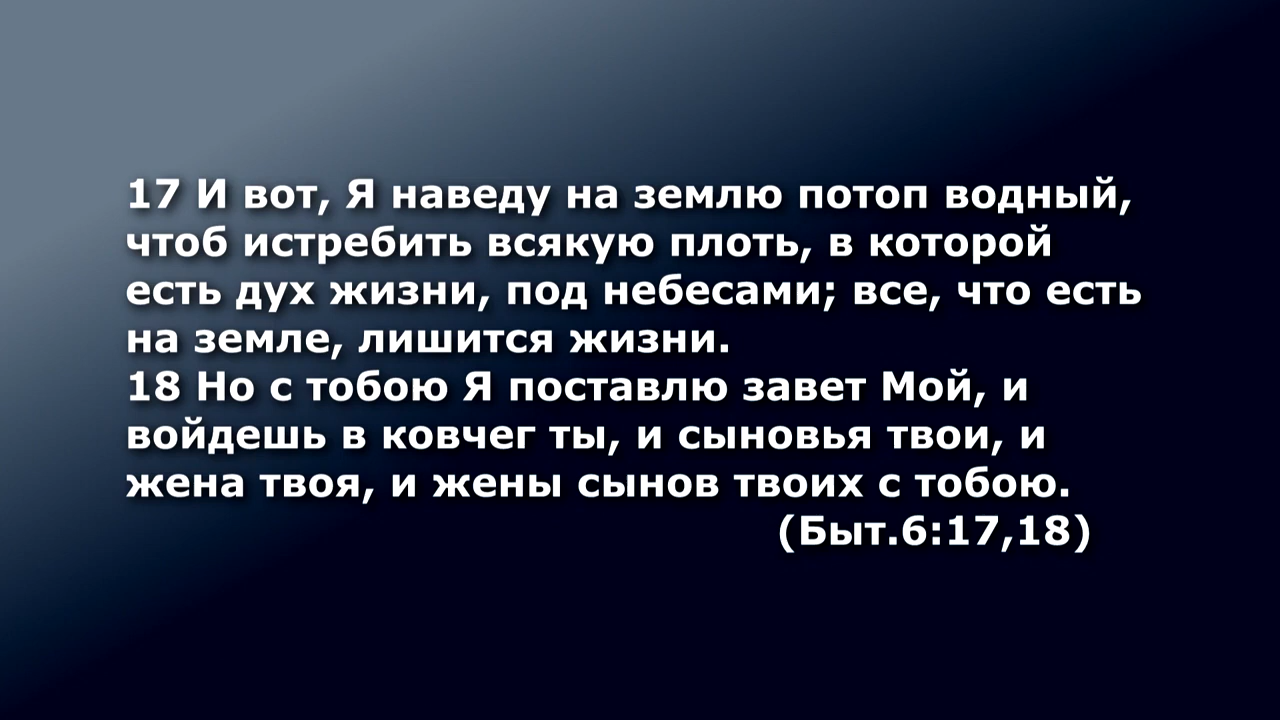 17 И вот, Я наведу на землю потоп водный,
чтоб истребить всякую плоть, в которой
есть дух жизни, под небесами; все, что есть
на земле, лишится жизни.
18 Но с тобою Я поставлю завет Мой, и
войдешь в ковчег ты, и сыновья твои, и
жена твоя, и жены сынов твоих с тобою.
(Быт.6:17,18)